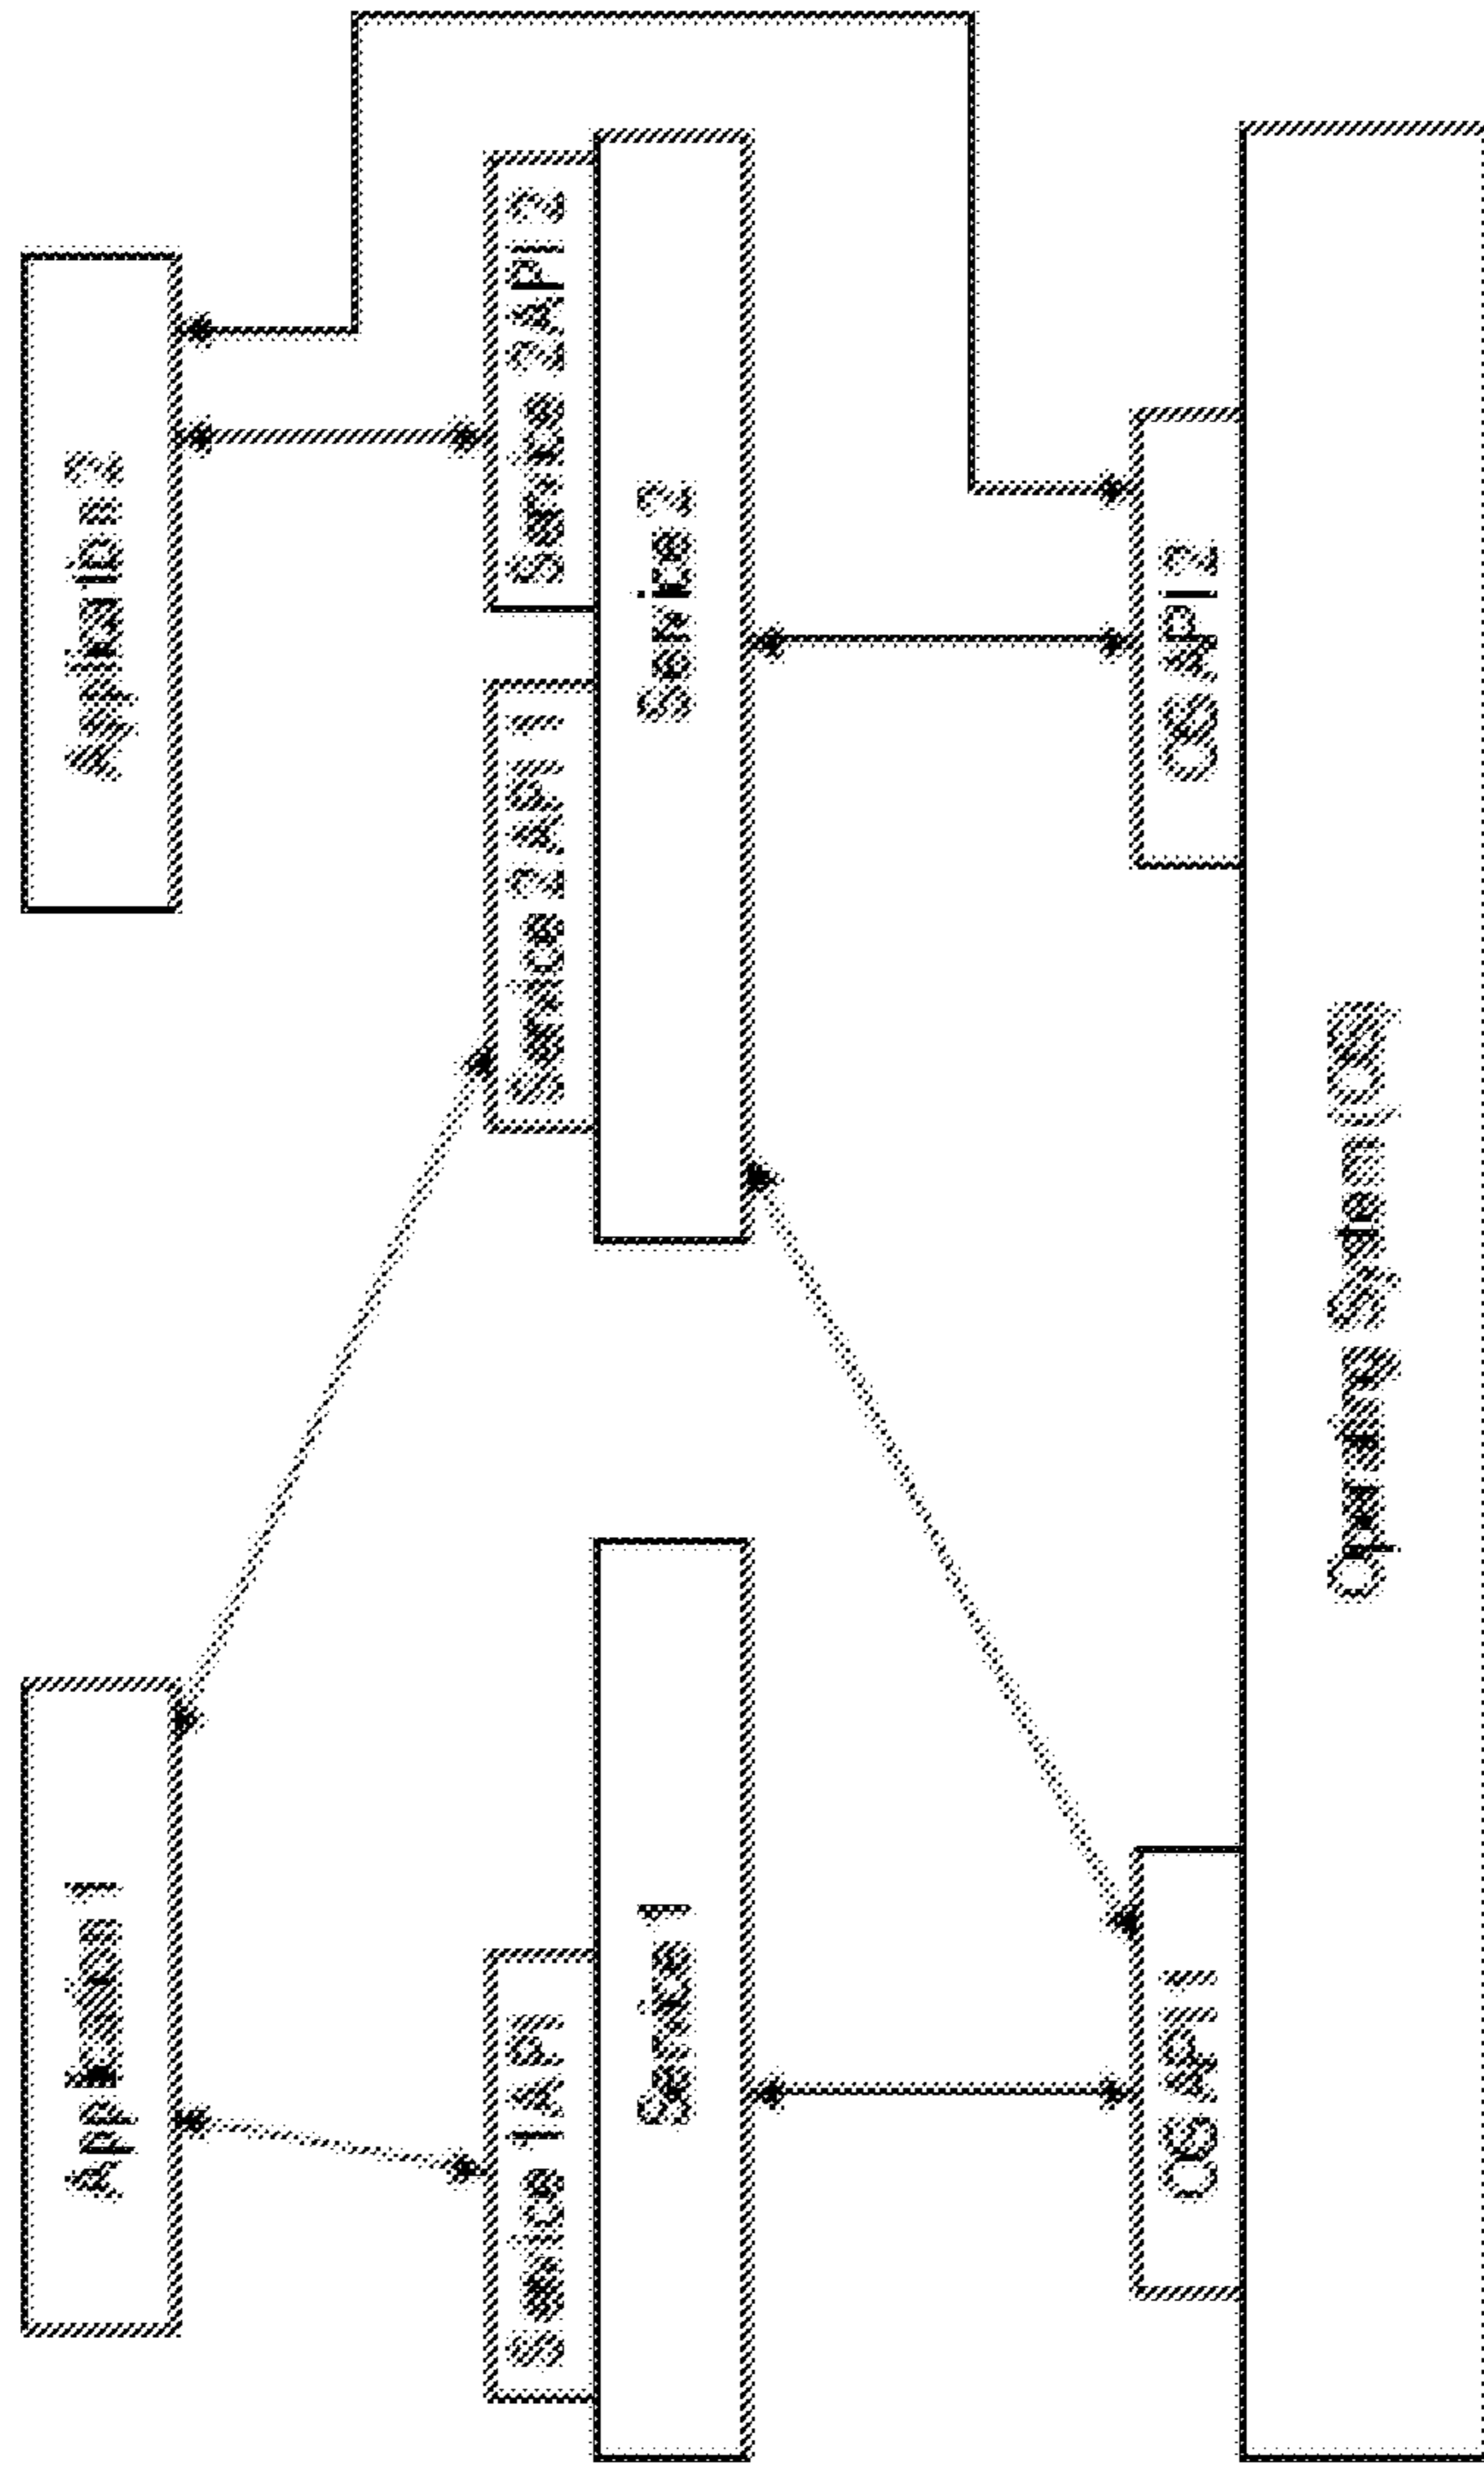 Application 1
Application 2
Service 1 API
Service 2 API 1
Service 2 API 2
Service 1
Service 2
OS API 1
OS API 2
Operating System (OS)